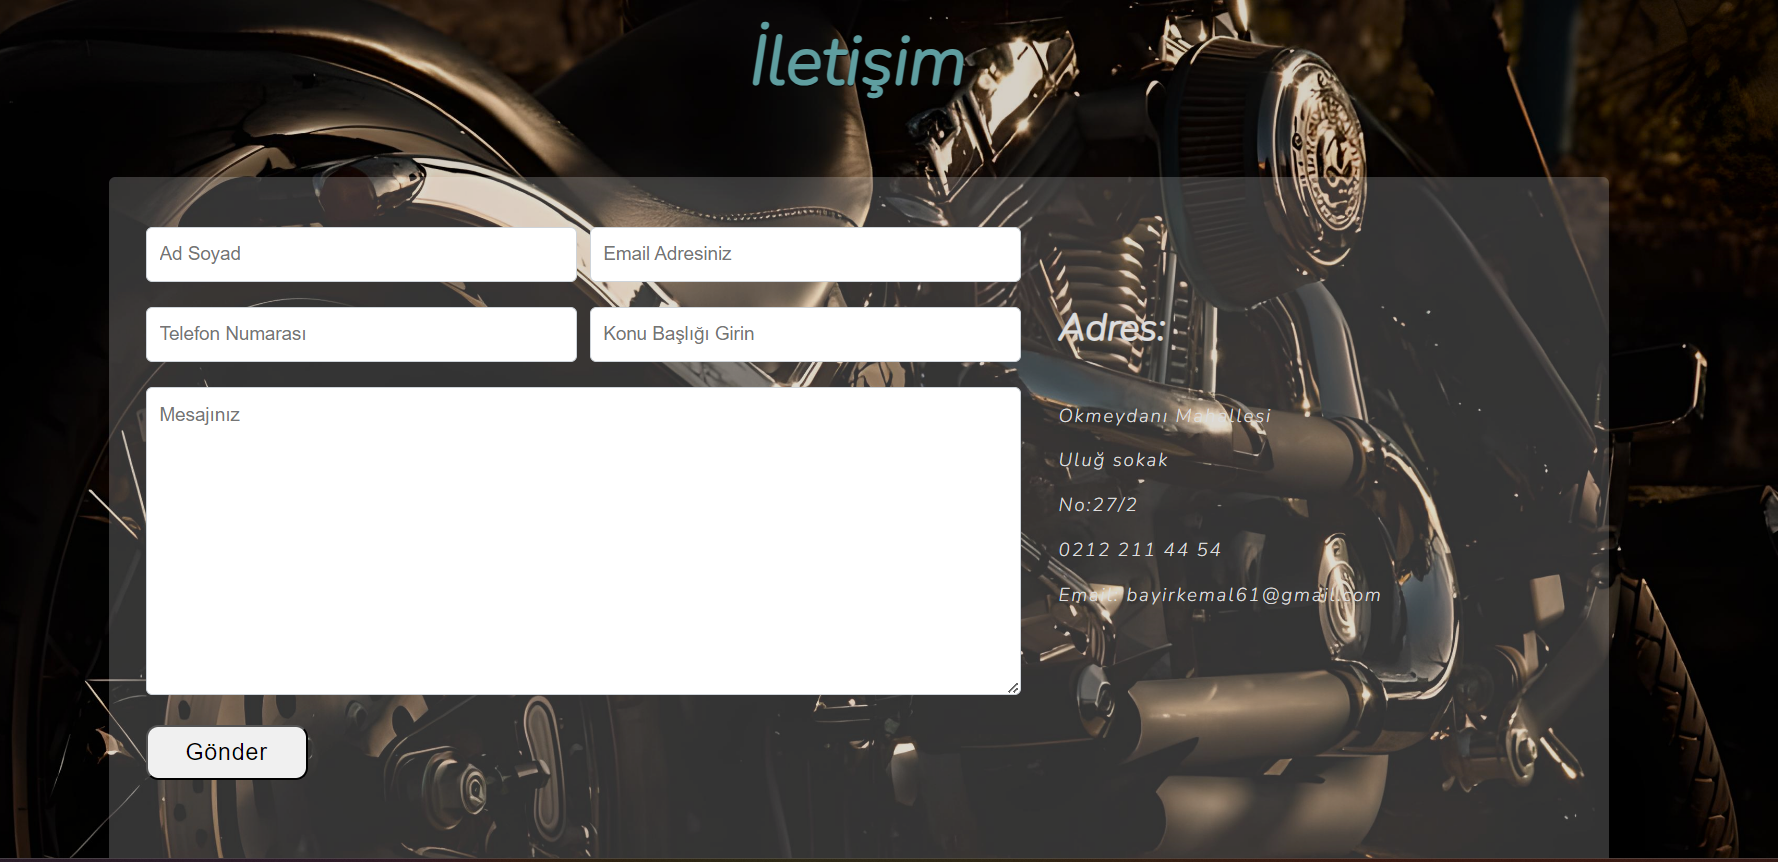 İletişim
Ad Soyad
Email Adresiniz
Telefon Numarası
Konu Başlığı Girin
Mesajınız
Gönder
Adres:
Okmeydanı Mahallesi
Uluğ sokak
No:27/2
0212 211 44 54
Email: bayirkemal61@gmail.com